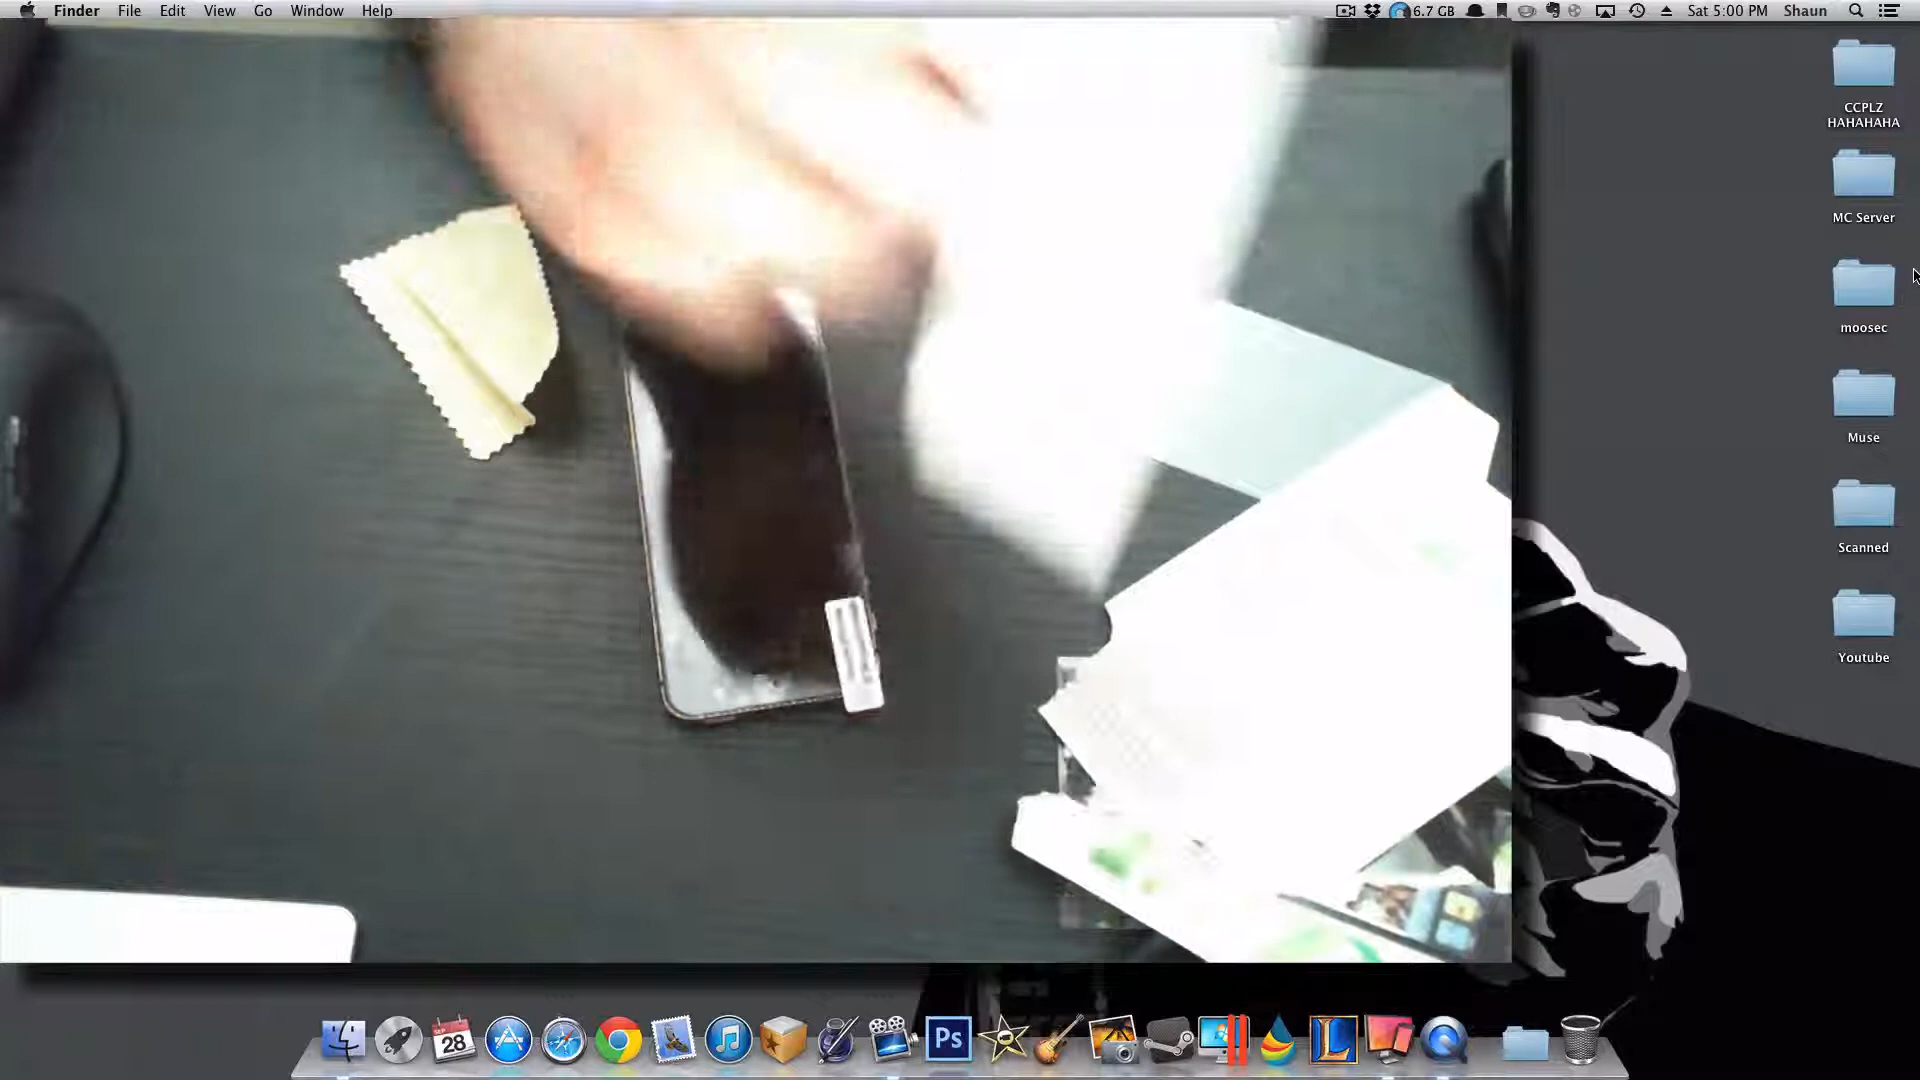 Finder File Edit View Go Window Help 6.7 GB Sat 5:00 PM Shaun
CCPLZ
HAHAHAHA
MC Server
moosec
Muse
Scanned
Youtube
SEP
28
Ps
L